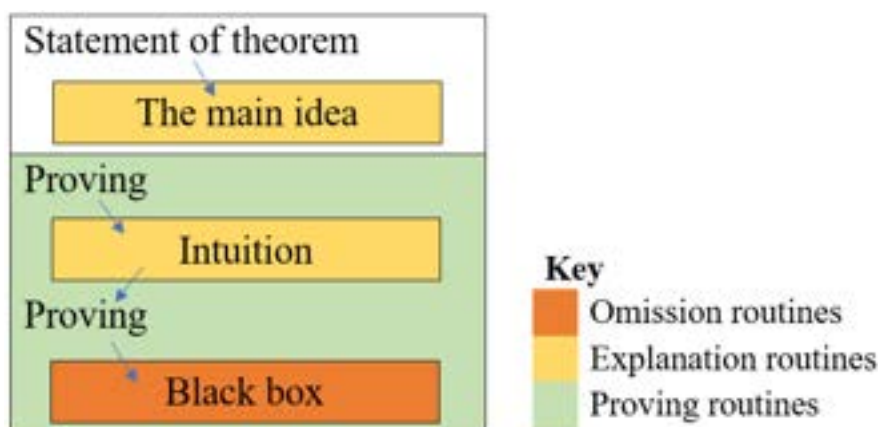 Statement of theorem
The main idea
Proving
Intuition
Proving
Black box
Key
Omission routines
Explanation routines
Proving routines